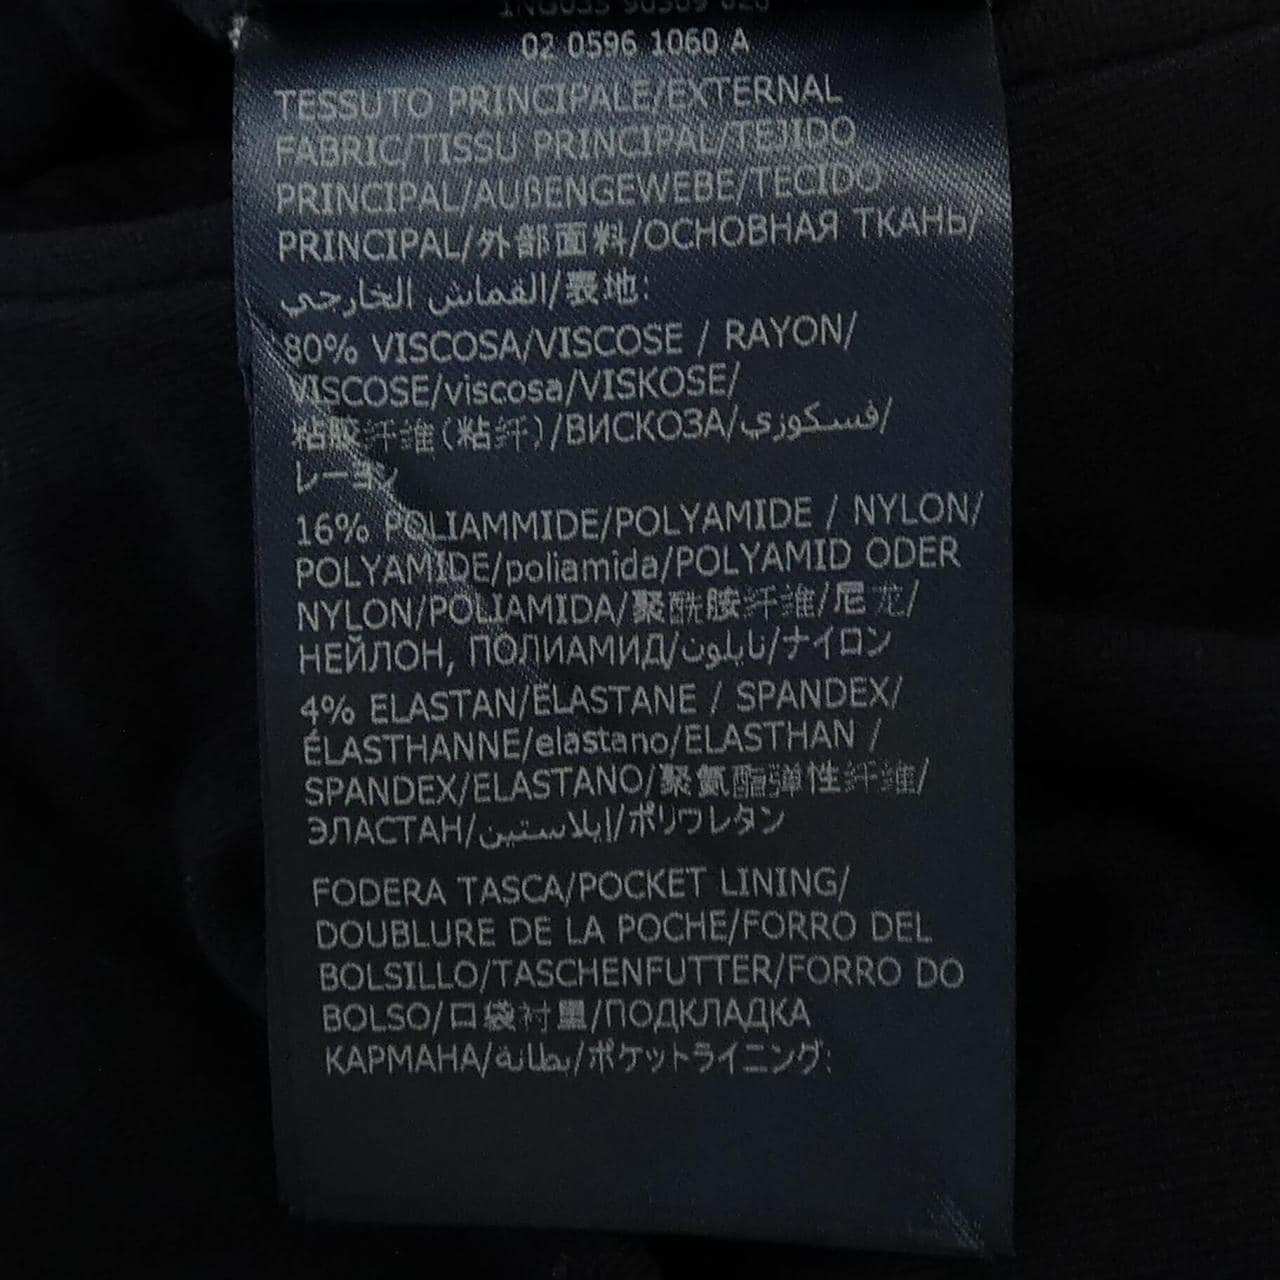 02 0596 1060 A
TESSUTO PRINCIPALE/EXTERNAL
FABRIC/TISSU PRINCIPAL/TEJIDO
PRINCIPAL/AUßENGEWEBE/TECIDO
PRINCIPAL/外部面料/ОСНОВНАЯ ТКАНЬ/
القماش الخارجي/表地:
80% VISCOSA/VISCOSE / RAYON/
VISCOSE/viscosa/VISKOSE/
粘胶纤维(粘纤)/ВИСКОЗА/فسكوزي/
レーヨン
16% POLIAMMIDE/POLYAMIDE / NYLON/
POLYAMIDE/poliamida/POLYAMID ODER
NYLON/POLIAMIDA/聚酰胺纤维/尼龙/
НЕЙЛОН, ПОЛИАМИД/نايلون/ナイロン
4% ELASTAN/ELASTANE / SPANDEX/
ÉLASTHANNE/elastano/ELASTHAN /
SPANDEX/ELASTANO/聚氨酯弹性纤维/
ЭЛАСТАН/إيلاستين/ポリウレタン
FODERA TASCA/POCKET LINING/
DOUBLURE DE LA POCHE/FORRO DEL
BOLSILLO/TASCHENFUTTER/FORRO DO
BOLSO/口袋衬里/ПОДКЛАДКА
КАРМАНА/بطانة/ポケットライニング: